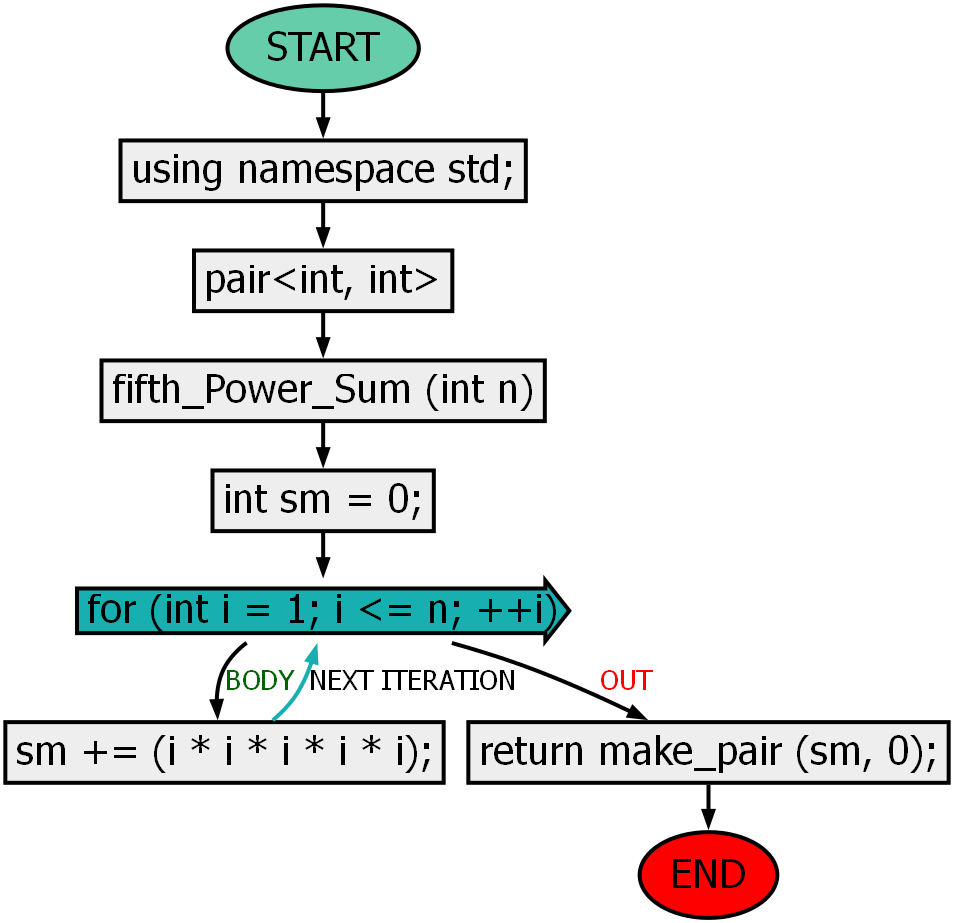 START
using namespace std;
pair<int, int>
fifth_Power_Sum (int n)
int sm = 0;
for (int i = 1; i <= n; ++i)
BODY
NEXT ITERATION
OUT
sm += (i * i * i * i * i);
return make_pair (sm, 0);
END